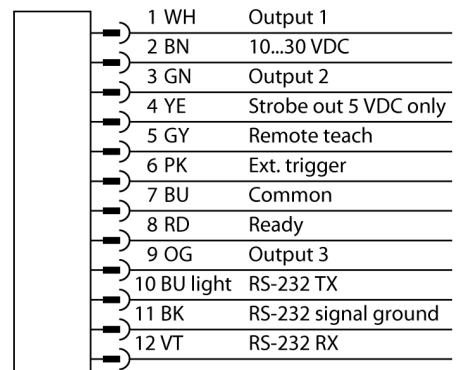 1 WH Output 1
2 BN 10...30 VDC
3 GN Output 2
4 YE Strobe out 5 VDC only
5 GY Remote teach
6 PK Ext. trigger
7 BU Common
8 RD Ready
9 OG Output 3
10 BU light RS-232 TX
11 BK RS-232 signal ground
12 VT RS-232 RX